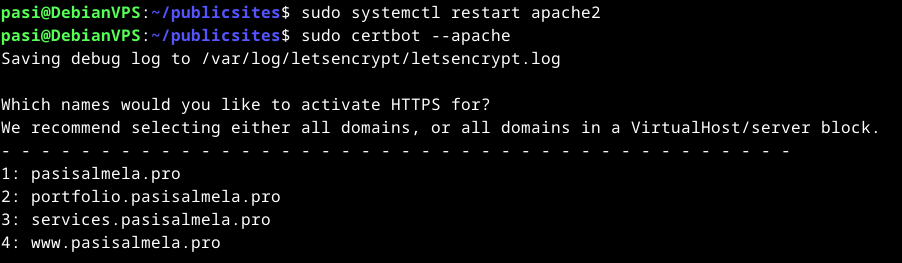 pasi@DebianVPS:~/publicsites$ sudo systemctl restart apache2
pasi@DebianVPS:~/publicsites$ sudo certbot --apache
Saving debug log to /var/log/letsencrypt/letsencrypt.log

Which names would you like to activate HTTPS for?
We recommend selecting either all domains, or all domains in a VirtualHost/server block.
- - - - - - - - - - - - - - - - - - - - - - - - - - - - - - - - - - - - - - - -
1: pasisalmela.pro
2: portfolio.pasisalmela.pro
3: services.pasisalmela.pro
4: www.pasisalmela.pro